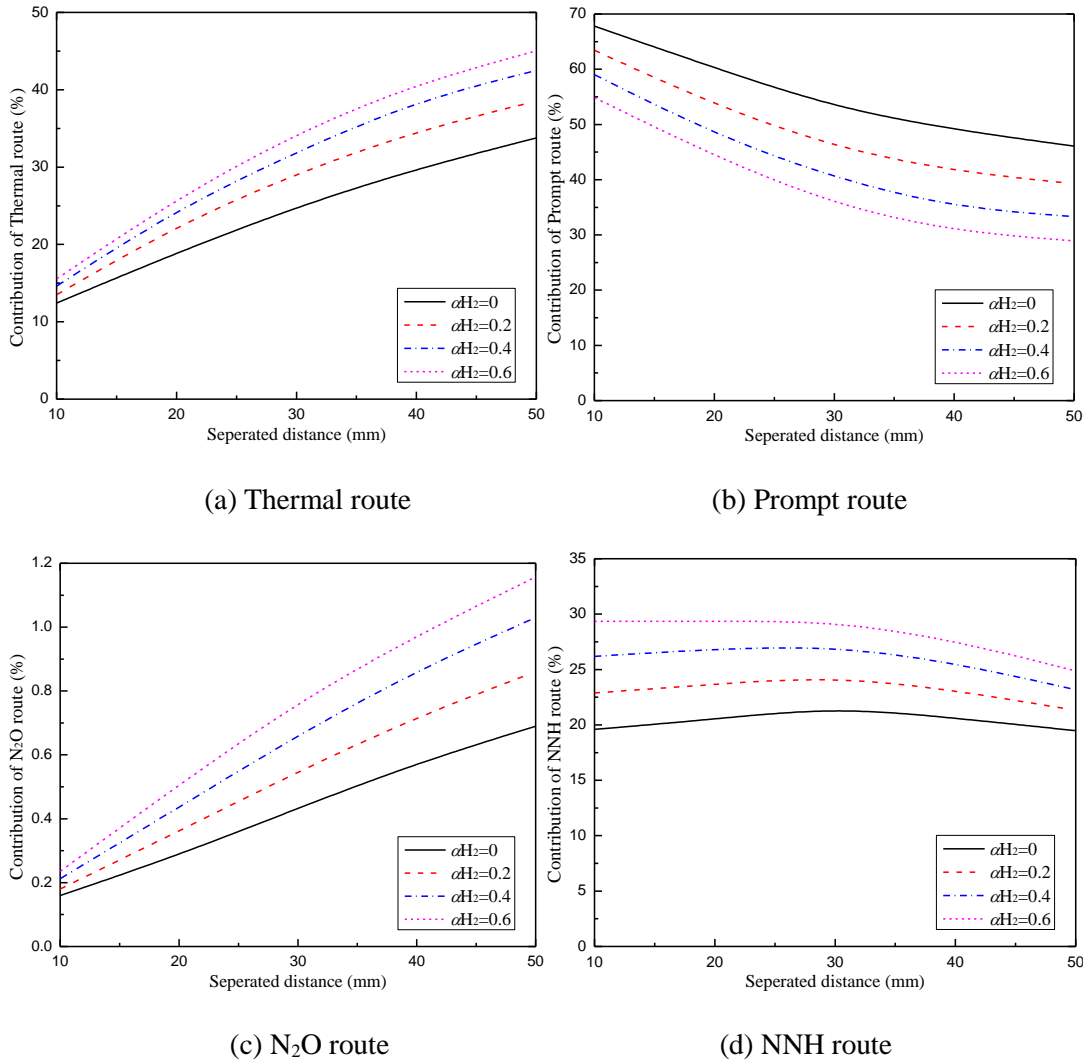 Contribution of Thermal route (%)
50
40
30
20
10
0
10 20 30 40 50
Seperated distance (mm)
αH2=0
αH2=0.2
αH2=0.4
αH2=0.6
(a) Thermal route
Contribution of Prompt route (%)
70
60
50
40
30
20
10
0
10 20 30 40 50
Seperated distance (mm)
αH2=0
αH2=0.2
αH2=0.4
αH2=0.6
(b) Prompt route
Contribution of N2O route (%)
1.2
1.0
0.8
0.6
0.4
0.2
0.0
10 20 30 40 50
Seperated distance (mm)
αH2=0
αH2=0.2
αH2=0.4
αH2=0.6
(c) N2O route
Contribution of NNH route (%)
35
30
25
20
15
10
5
0
10 20 30 40 50
Seperated distance (mm)
αH2=0
αH2=0.2
αH2=0.4
αH2=0.6
(d) NNH route